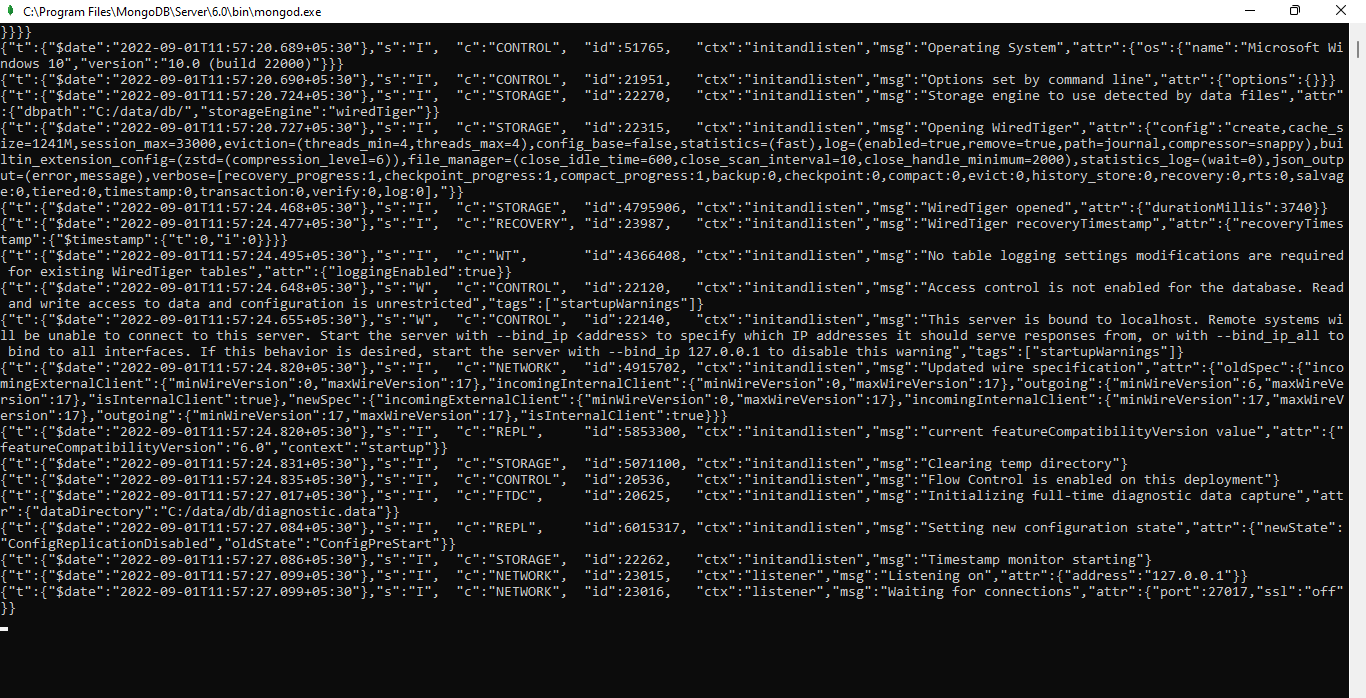 C:\Program Files\MongoDB\Server\6.0\bin\mongod.exe
}}}}
{"t":{"$date":"2022-09-01T11:57:20.689+05:30"},"s":"I",  "c":"CONTROL",  "id":51765,   "ctx":"initandlisten","msg":"Operating System","attr":{"os":{"name":"Microsoft Wi
ndows 10","version":"10.0 (build 22000)"}}}
{"t":{"$date":"2022-09-01T11:57:20.690+05:30"},"s":"I",  "c":"CONTROL",  "id":21951,   "ctx":"initandlisten","msg":"Options set by command line","attr":{"options":{}}}
{"t":{"$date":"2022-09-01T11:57:20.724+05:30"},"s":"I",  "c":"STORAGE",  "id":22270,   "ctx":"initandlisten","msg":"Storage engine to use detected by data files","attr"
:{"dbpath":"C:/data/db/","storageEngine":"wiredTiger"}}
{"t":{"$date":"2022-09-01T11:57:20.727+05:30"},"s":"I",  "c":"STORAGE",  "id":22315,   "ctx":"initandlisten","msg":"Opening WiredTiger","attr":{"config":"create,cache_s
ize=1241M,session_max=33000,eviction=(threads_min=4,threads_max=4),config_base=false,statistics=(fast),log=(enabled=true,remove=true,path=journal,compressor=snappy),bui
ltin_extension_config=(zstd=(compression_level=6)),file_manager=(close_idle_time=600,close_scan_interval=10,close_handle_minimum=2000),statistics_log=(wait=0),json_outp
ut=(error,message),verbose=[recovery_progress:1,checkpoint_progress:1,compact_progress:1,backup:0,checkpoint:0,compact:0,evict:0,history_store:0,recovery:0,rts:0,salvag
e:0,tiered:0,timestamp:0,transaction:0,verify:0,log:0],"}}
{"t":{"$date":"2022-09-01T11:57:24.468+05:30"},"s":"I",  "c":"STORAGE",  "id":4795906, "ctx":"initandlisten","msg":"WiredTiger opened","attr":{"durationMillis":3740}}
{"t":{"$date":"2022-09-01T11:57:24.477+05:30"},"s":"I",  "c":"RECOVERY", "id":23987,   "ctx":"initandlisten","msg":"WiredTiger recoveryTimestamp","attr":{"recoveryTimes
tamp":{"$timestamp":{"t":0,"i":0}}}}
{"t":{"$date":"2022-09-01T11:57:24.495+05:30"},"s":"I",  "c":"WT",       "id":4366408, "ctx":"initandlisten","msg":"No table logging settings modifications are required
 for existing WiredTiger tables","attr":{"loggingEnabled":true}}
{"t":{"$date":"2022-09-01T11:57:24.648+05:30"},"s":"W",  "c":"CONTROL",  "id":22120,   "ctx":"initandlisten","msg":"Access control is not enabled for the database. Read
 and write access to data and configuration is unrestricted","tags":["startupWarnings"]}
{"t":{"$date":"2022-09-01T11:57:24.655+05:30"},"s":"W",  "c":"CONTROL",  "id":22140,   "ctx":"initandlisten","msg":"This server is bound to localhost. Remote systems wi
ll be unable to connect to this server. Start the server with --bind_ip <address> to specify which IP addresses it should serve responses from, or with --bind_ip_all to
 bind to all interfaces. If this behavior is desired, start the server with --bind_ip 127.0.0.1 to disable this warning","tags":["startupWarnings"]}
{"t":{"$date":"2022-09-01T11:57:24.820+05:30"},"s":"I",  "c":"NETWORK",  "id":4915702, "ctx":"initandlisten","msg":"Updated wire specification","attr":{"oldSpec":{"inco
mingExternalClient":{"minWireVersion":0,"maxWireVersion":17},"incomingInternalClient":{"minWireVersion":0,"maxWireVersion":17},"outgoing":{"minWireVersion":6,"maxWireVe
rsion":17},"isInternalClient":true},"newSpec":{"incomingExternalClient":{"minWireVersion":0,"maxWireVersion":17},"incomingInternalClient":{"minWireVersion":17,"maxWireV
ersion":17},"outgoing":{"minWireVersion":17,"maxWireVersion":17},"isInternalClient":true}}}
{"t":{"$date":"2022-09-01T11:57:24.820+05:30"},"s":"I",  "c":"REPL",     "id":5853300, "ctx":"initandlisten","msg":"current featureCompatibilityVersion value","attr":{"
featureCompatibilityVersion":"6.0","context":"startup"}}
{"t":{"$date":"2022-09-01T11:57:24.831+05:30"},"s":"I",  "c":"STORAGE",  "id":5071100, "ctx":"initandlisten","msg":"Clearing temp directory"}
{"t":{"$date":"2022-09-01T11:57:24.835+05:30"},"s":"I",  "c":"CONTROL",  "id":20536,   "ctx":"initandlisten","msg":"Flow Control is enabled on this deployment"}
{"t":{"$date":"2022-09-01T11:57:27.017+05:30"},"s":"I",  "c":"FTDC",     "id":20625,   "ctx":"initandlisten","msg":"Initializing full-time diagnostic data capture","att
r":{"dataDirectory":"C:/data/db/diagnostic.data"}}
{"t":{"$date":"2022-09-01T11:57:27.084+05:30"},"s":"I",  "c":"REPL",     "id":6015317, "ctx":"initandlisten","msg":"Setting new configuration state","attr":{"newState":
"ConfigReplicationDisabled","oldState":"ConfigPreStart"}}
{"t":{"$date":"2022-09-01T11:57:27.086+05:30"},"s":"I",  "c":"STORAGE",  "id":22262,   "ctx":"initandlisten","msg":"Timestamp monitor starting"}
{"t":{"$date":"2022-09-01T11:57:27.099+05:30"},"s":"I",  "c":"NETWORK",  "id":23015,   "ctx":"listener","msg":"Listening on","attr":{"address":"127.0.0.1"}}
{"t":{"$date":"2022-09-01T11:57:27.099+05:30"},"s":"I",  "c":"NETWORK",  "id":23016,   "ctx":"listener","msg":"Waiting for connections","attr":{"port":27017,"ssl":"off"
}}